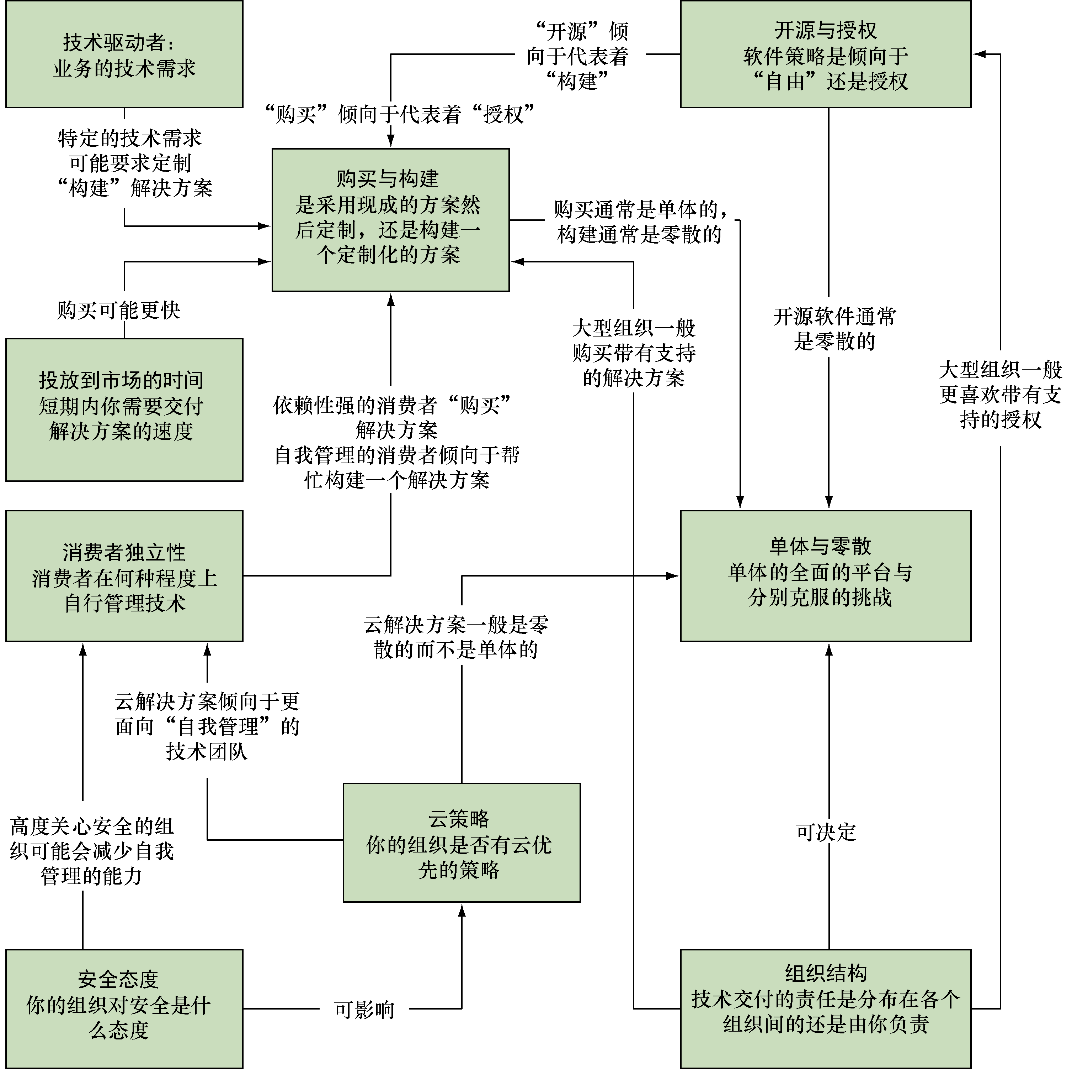 技术驱动者：
业务的技术需求
“开源”倾
向于代表着
“构建”
开源与授权
软件策略是倾向于
“自由”还是授权
“购买”倾向于代表着“授权”
特定的技术需求
可能要求定制
“构建”解决方案
购买与构建
是采用现成的方案然
后定制，还是构建一
个定制化的方案
购买通常是单体的，
构建通常是零散的
购买可能更快
大型组织一般
购买带有支持
的解决方案
开源软件通常
是零散的
大型组织一般
更喜欢带有支
持的授权
投放到市场的时间
短期内你需要交付
解决方案的速度
依赖性强的消费者“购买”
解决方案
自我管理的消费者倾向于帮
忙构建一个解决方案
消费者独立性
消费者在何种程度上
自行管理技术
单体与零散
单体的全面的平台与
分别克服的挑战
云解决方案一般是零
散的而不是单体的
云解决方案倾向于更
面向“自我管理”的
技术团队
高度关心安全的组
织可能会减少自我
管理的能力
云策略
你的组织是否有云优
先的策略
可决定
安全态度
你的组织对安全是什
么态度
可影响
组织结构
技术交付的责任是分布在各个
组织间的还是由你负责